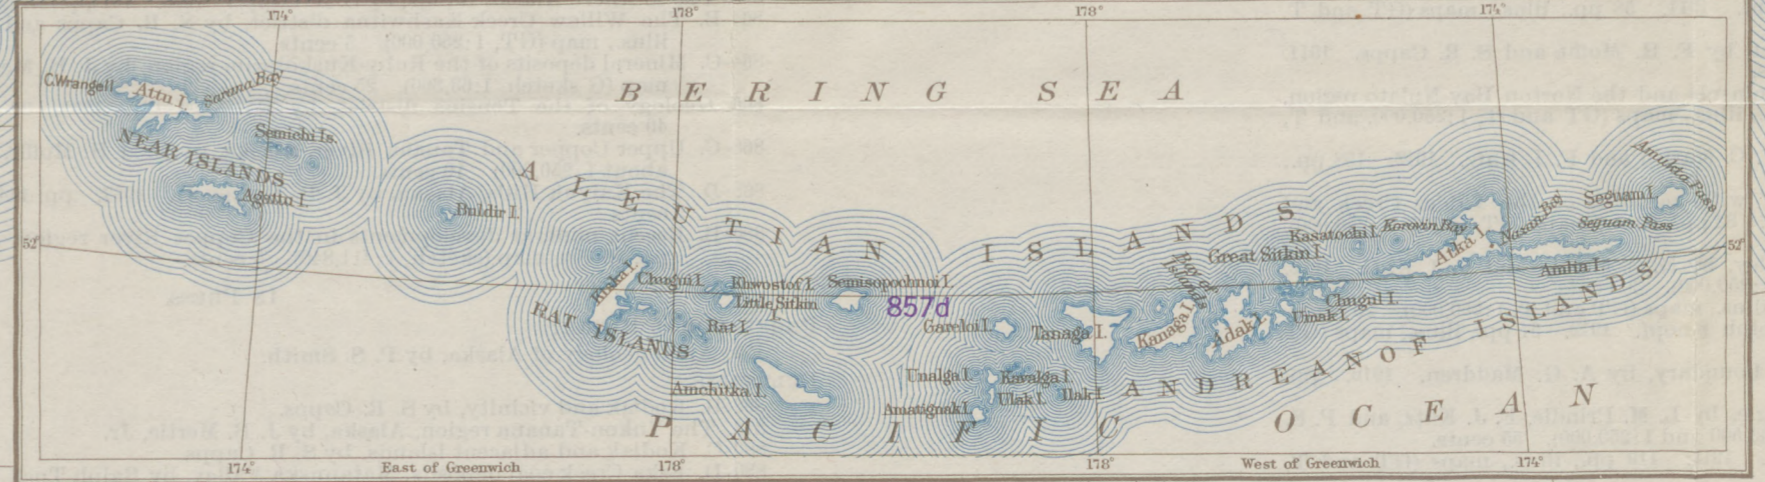 174°
178°
178°
174°
BERING SEA
C.Wrangell
Attu I.
Sarana Bay
NEAR ISLANDS
Semichi Is.
Agattu I.
Buldir I.
ALEUTIAN ISLANDS
Amukta Pass
Seguam I.
Seguam Pass
Nazan Bay
Korovin Bay
Atka I.
Amlia I.
Kasatochi I.
Great Sitkin I.
Bay of Islands
52°
52°
Kiska I.
Chugul I.
Khwostof I.
Semisopochnoi I.
Little Sitkin I.
857d
Rat I.
RAT ISLANDS
Gareloi I.
Tanaga I.
Kanaga I.
Adak I.
Umak I.
Chugul I.
Amchitka I.
Unalga I.
Kavalga I.
Ulak I.
Ilak I.
Amatignak I.
ANDREANOF ISLANDS
PACIFIC OCEAN
174°
East of Greenwich
178°
178°
West of Greenwich
174°